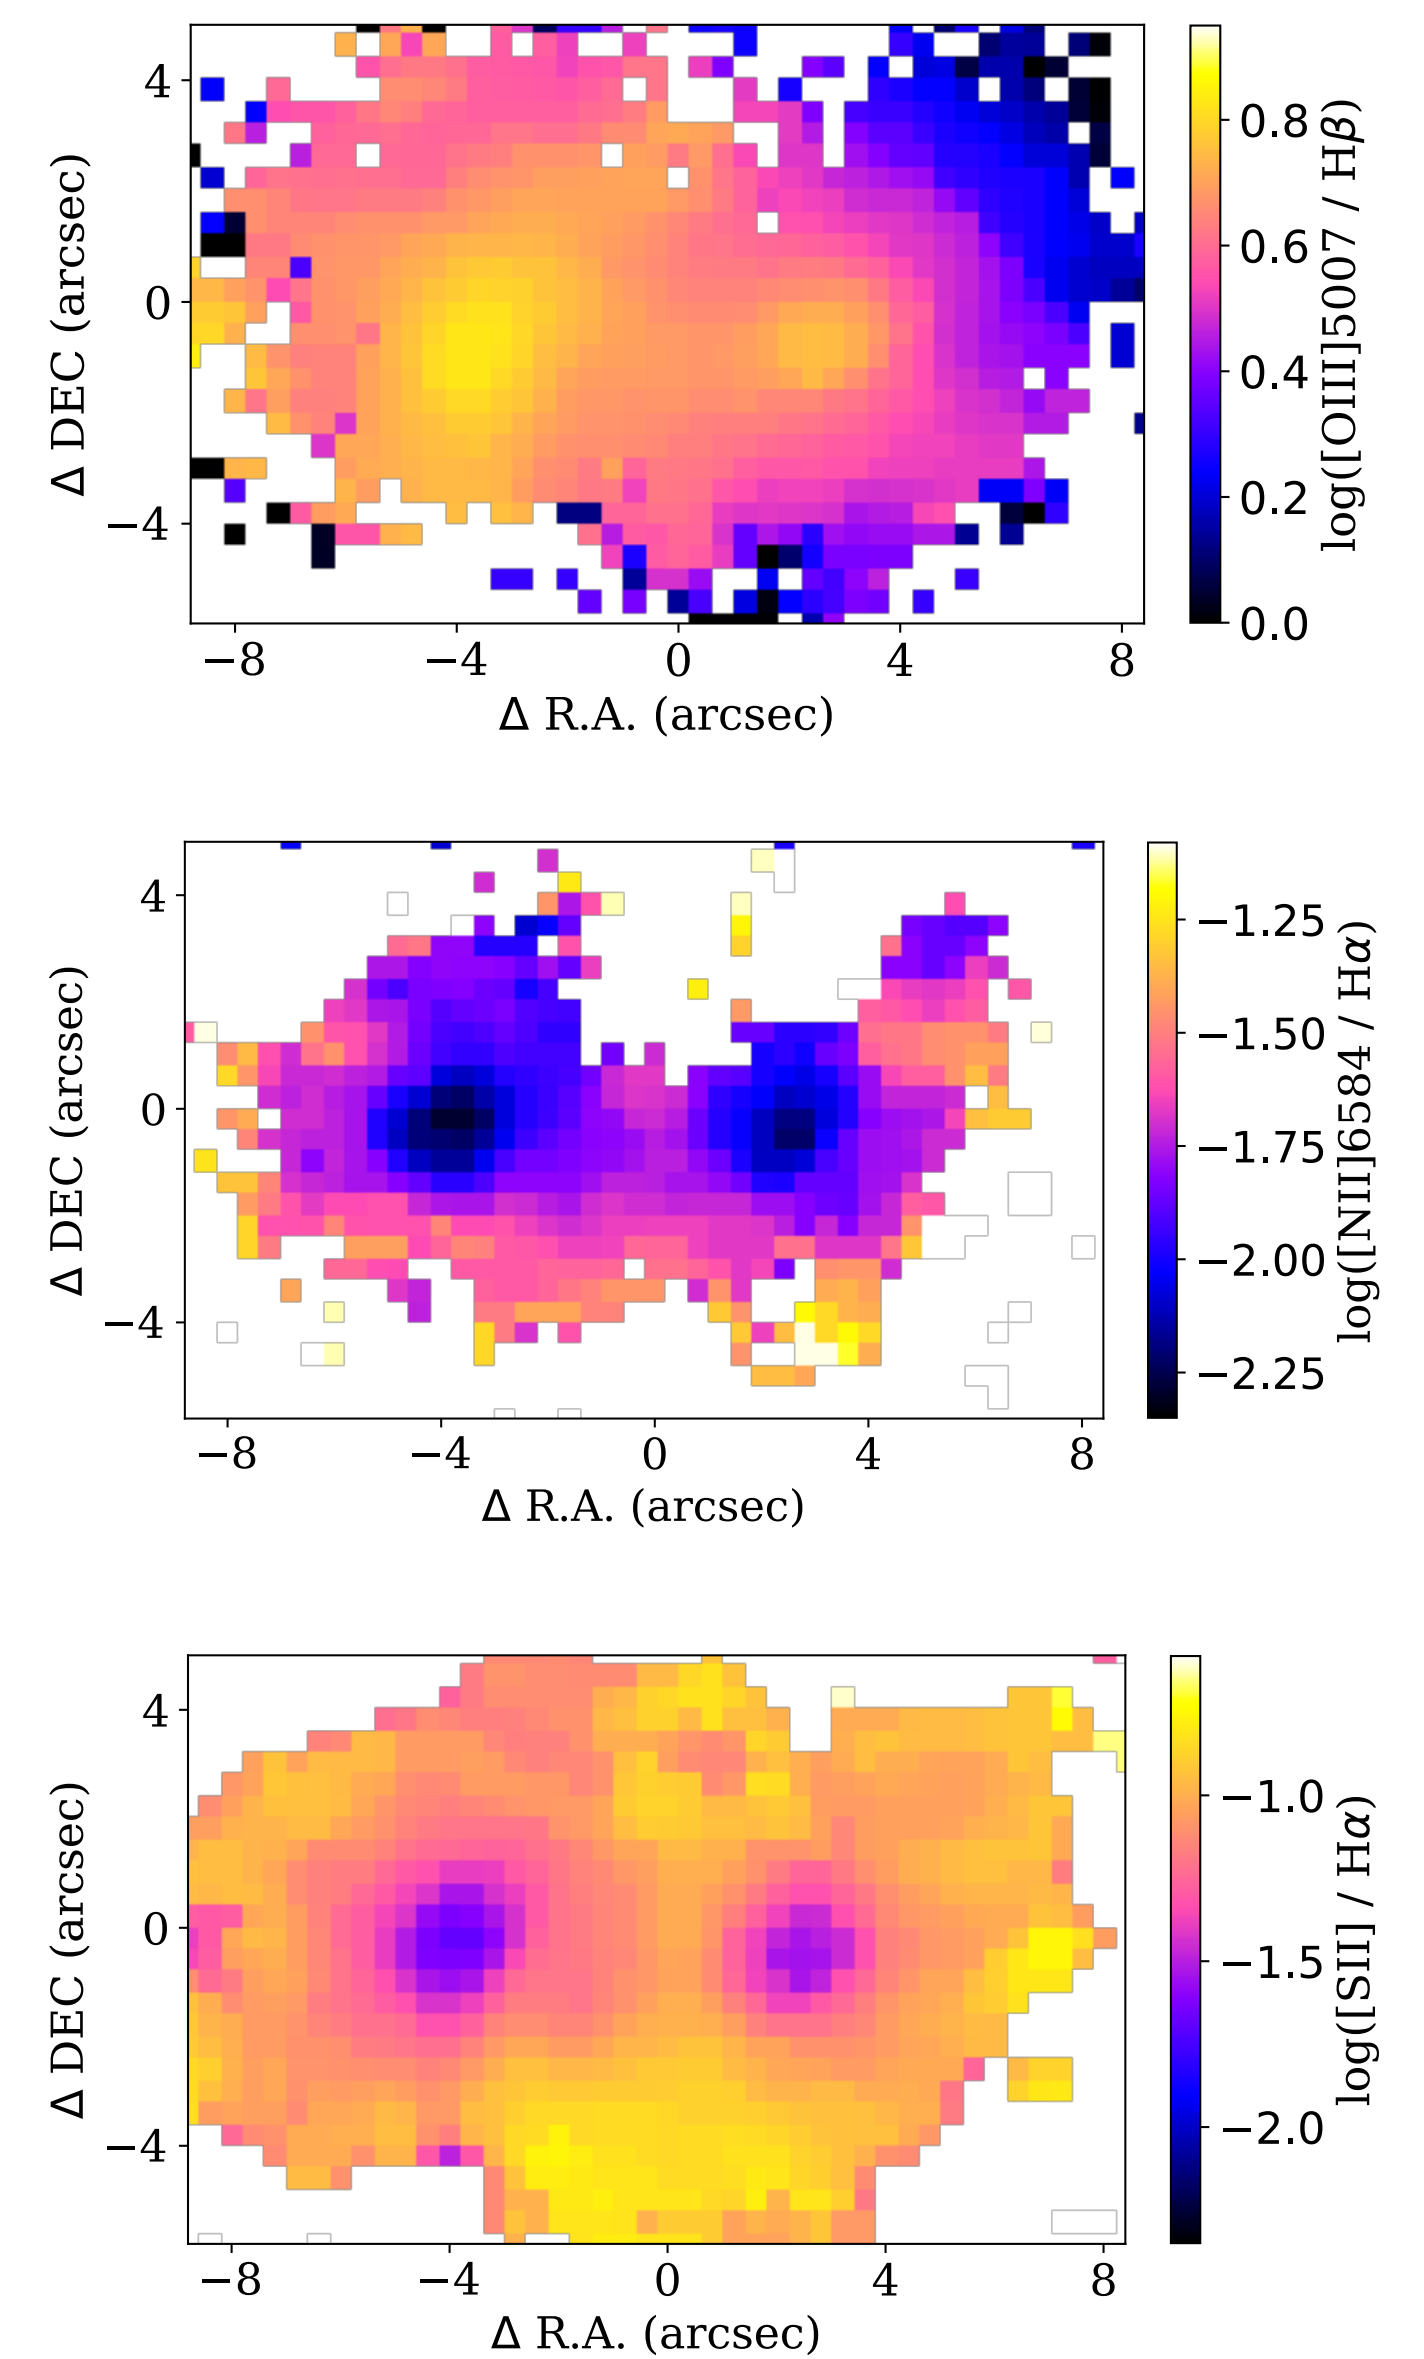 4
0
−4
Δ DEC (arcsec)
−8 −4 0 4 8
Δ R.A. (arcsec)
0.8
0.6
0.4
0.2
0.0
log([OIII]5007 / Hβ)
4
0
−4
Δ DEC (arcsec)
−8 −4 0 4 8
Δ R.A. (arcsec)
−1.25
−1.50
−1.75
−2.00
−2.25
log([NII]6584 / Hα)
4
0
−4
Δ DEC (arcsec)
−8 −4 0 4 8
Δ R.A. (arcsec)
−1.0
−1.5
−2.0
log([SII] / Hα)